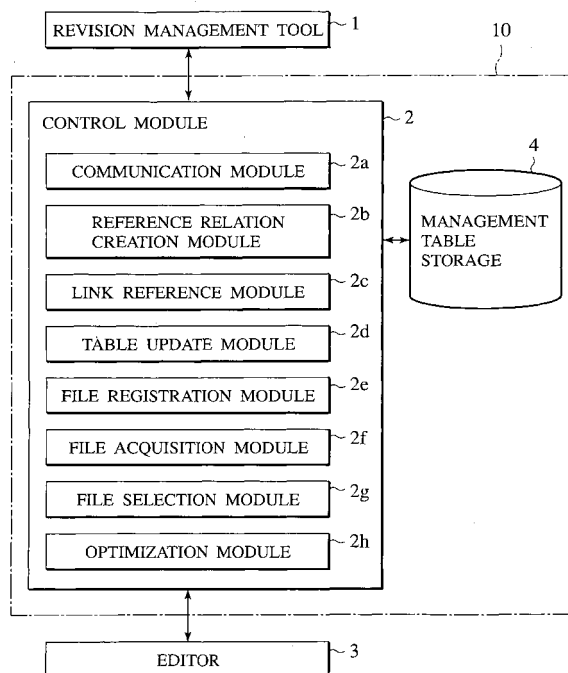 REVISION MANAGEMENT TOOL 1
10
CONTROL MODULE 2
COMMUNICATION MODULE 2a
REFERENCE RELATION
CREATION MODULE 2b
LINK REFERENCE MODULE 2c
TABLE UPDATE MODULE 2d
FILE REGISTRATION MODULE 2e
FILE ACQUISITION MODULE 2f
FILE SELECTION MODULE 2g
OPTIMIZATION MODULE 2h
4
MANAGEMENT
TABLE
STORAGE
EDITOR 3